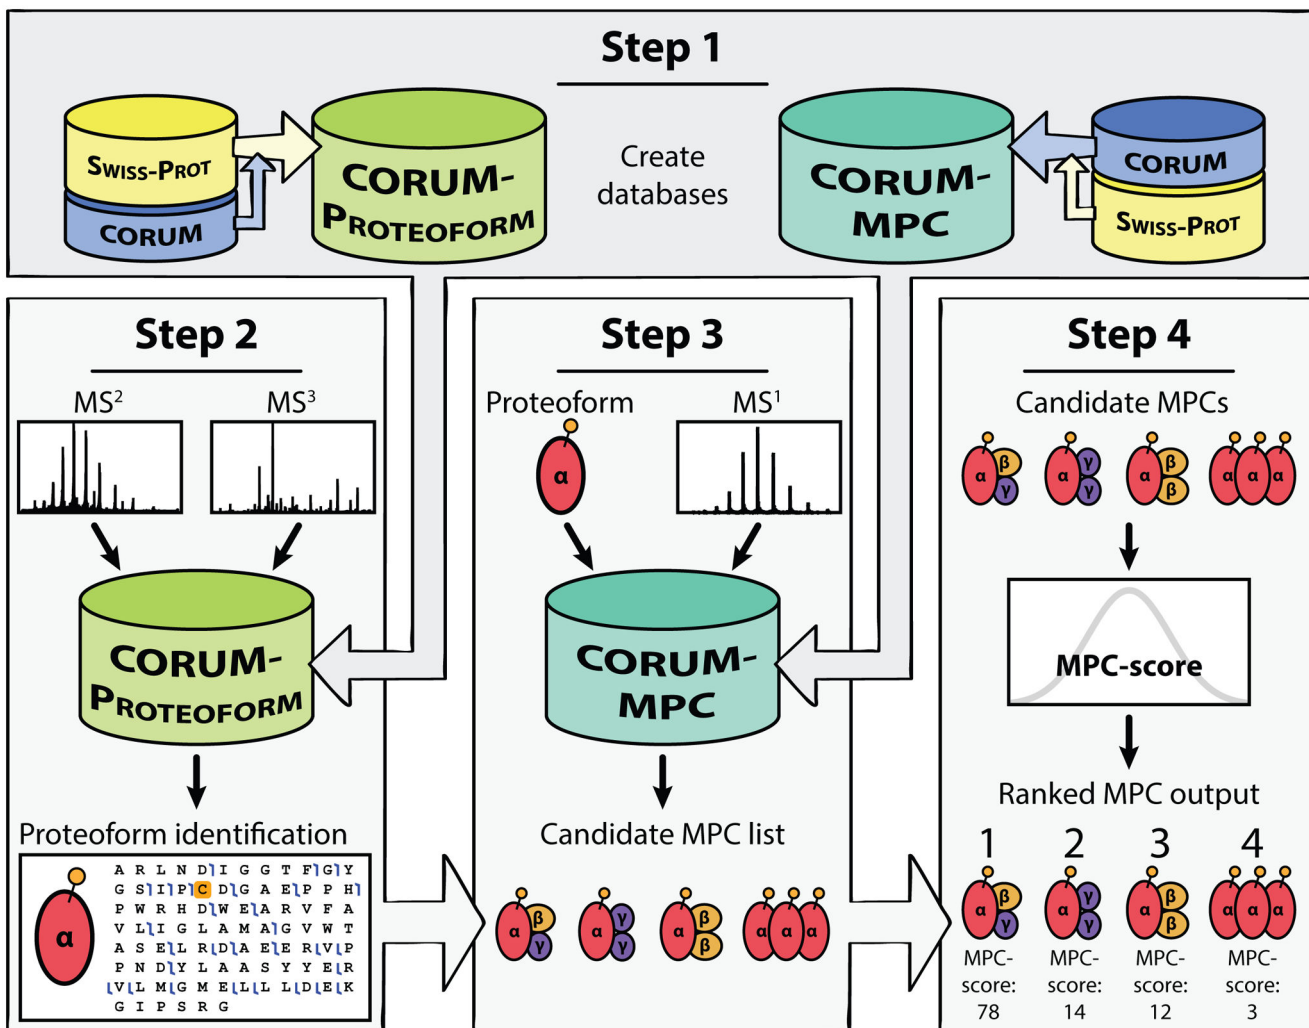 Step 1
SWISS-PROT
CORUM
CORUM-
PROTEOFORM
Create
databases
CORUM-
MPC
CORUM
SWISS-PROT
Step 2
MS²
MS³
CORUM-
PROTEOFORM
Proteoform identification
α
A R L N D I G G T F G Y
G S I P C D G A E P P H
P W R H D W E A R V F A
V L I G L A M A G V W T
A S E L R D A E E R V P
P N D Y L A A S Y Y E R
V L M G M E L L L D E K
G I P S R G
Step 3
Proteoform
MS¹
α
CORUM-
MPC
Candidate MPC list
α β γ
α γ γ
α β β
α α α
Step 4
Candidate MPCs
α β γ
α γ γ
α β β
α α α
MPC-score
Ranked MPC output
1 2 3 4
α β γ
α γ γ
α β β
α α α
MPC- MPC- MPC- MPC-
score: score: score: score:
78 14 12 3